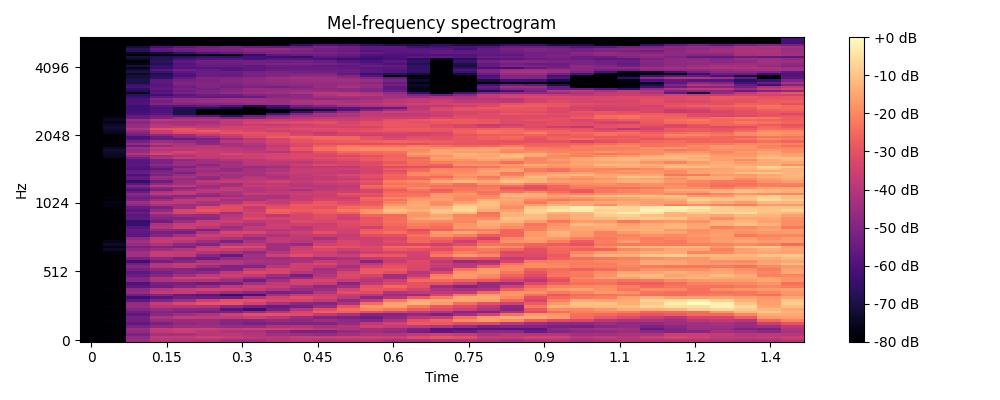 Mel-frequency spectrogram
Hz
4096
2048
1024
512
0
0 0.15 0.3 0.45 0.6 0.75 0.9 1.1 1.2 1.4
Time
+0 dB
-10 dB
-20 dB
-30 dB
-40 dB
-50 dB
-60 dB
-70 dB
-80 dB